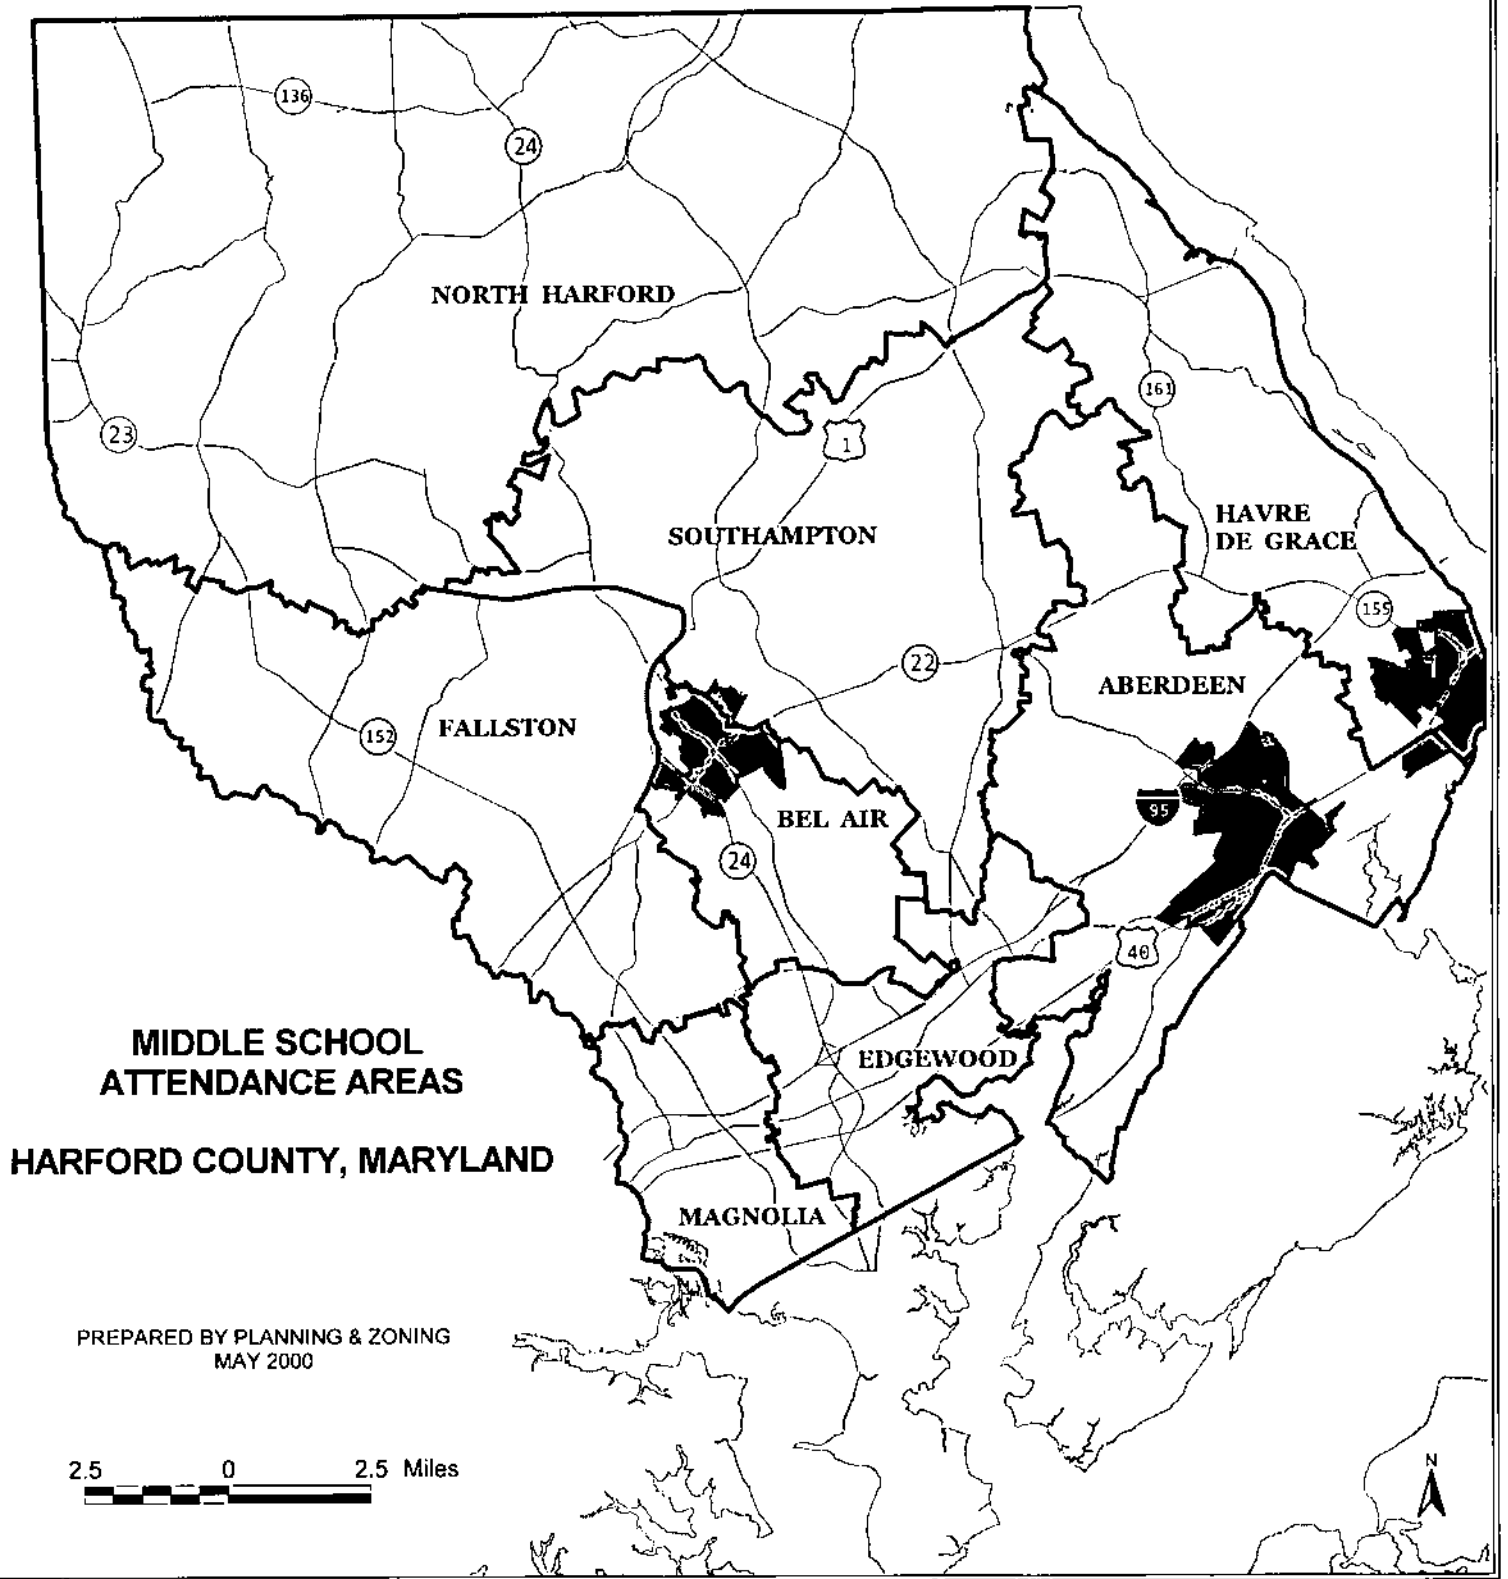 136
24
NORTH HARFORD
161
23
1
HAVRE
DE GRACE
SOUTHAMPTON
155
22
ABERDEEN
FALLSTON
152
95
BEL AIR
24
40
EDGEWOOD
MAGNOLIA
MIDDLE SCHOOL
ATTENDANCE AREAS
HARFORD COUNTY, MARYLAND
PREPARED BY PLANNING & ZONING
MAY 2000
2.5 0 2.5 Miles
N